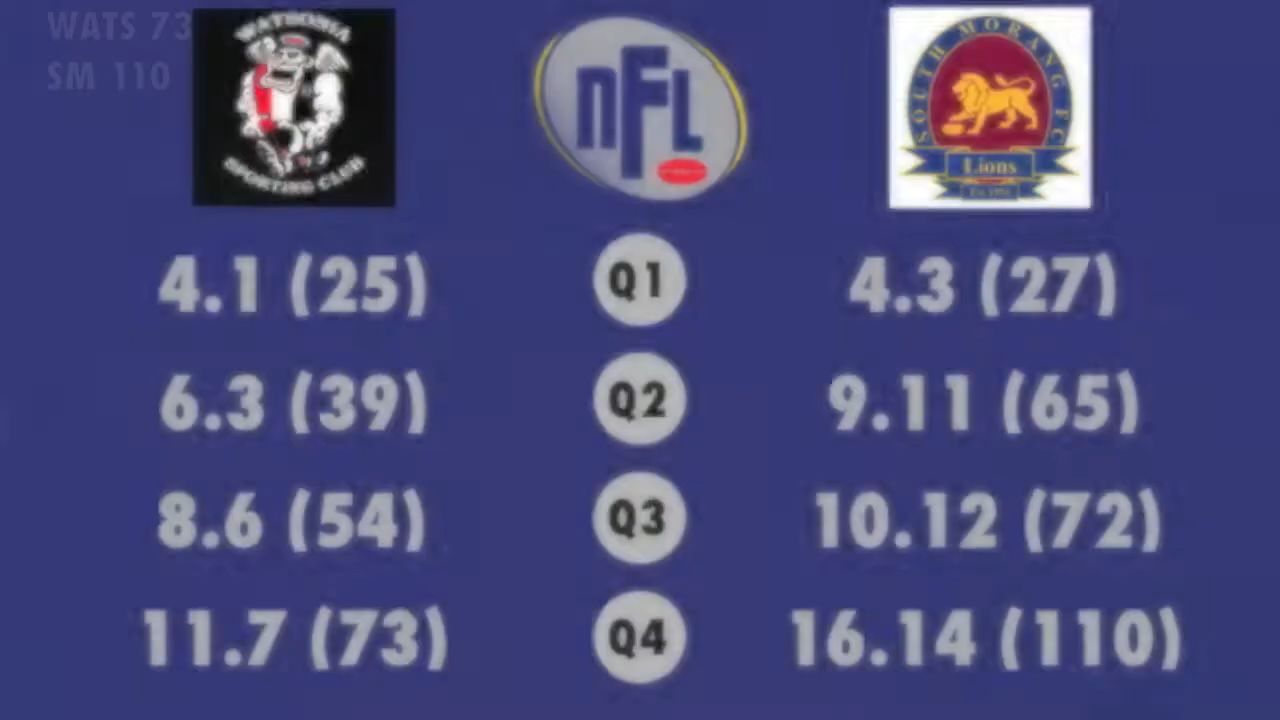 WATS 73
SM 110
WATSONIA
SPORTING CLUB
NFL
SOUTH MORANG FC
Lions
4.1 (25) Q1 4.3 (27)
6.3 (39) Q2 9.11 (65)
8.6 (54) Q3 10.12 (72)
11.7 (73) Q4 16.14 (110)